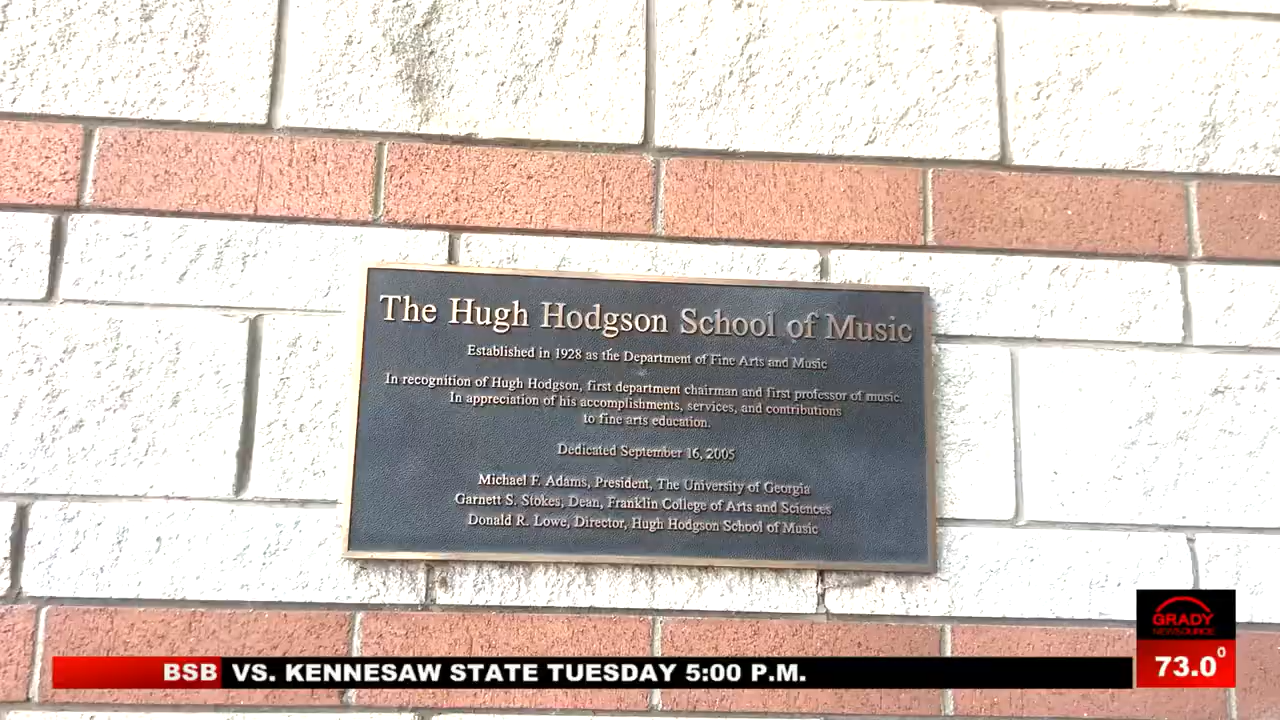 The Hugh Hodgson School of Music
Established in 1928 as the Department of Fine Arts and Music
In recognition of Hugh Hodgson, first department chairman and first professor of music.
In appreciation of his accomplishments, services, and contributions
to fine arts education.
Dedicated September 16, 2005
Michael F. Adams, President, The University of Georgia
Garnett S. Stokes, Dean, Franklin College of Arts and Sciences
Donald R. Lowe, Director, Hugh Hodgson School of Music
GRADY
NEWSOURCE
BSB VS. KENNESAW STATE TUESDAY 5:00 P.M.
73.0°